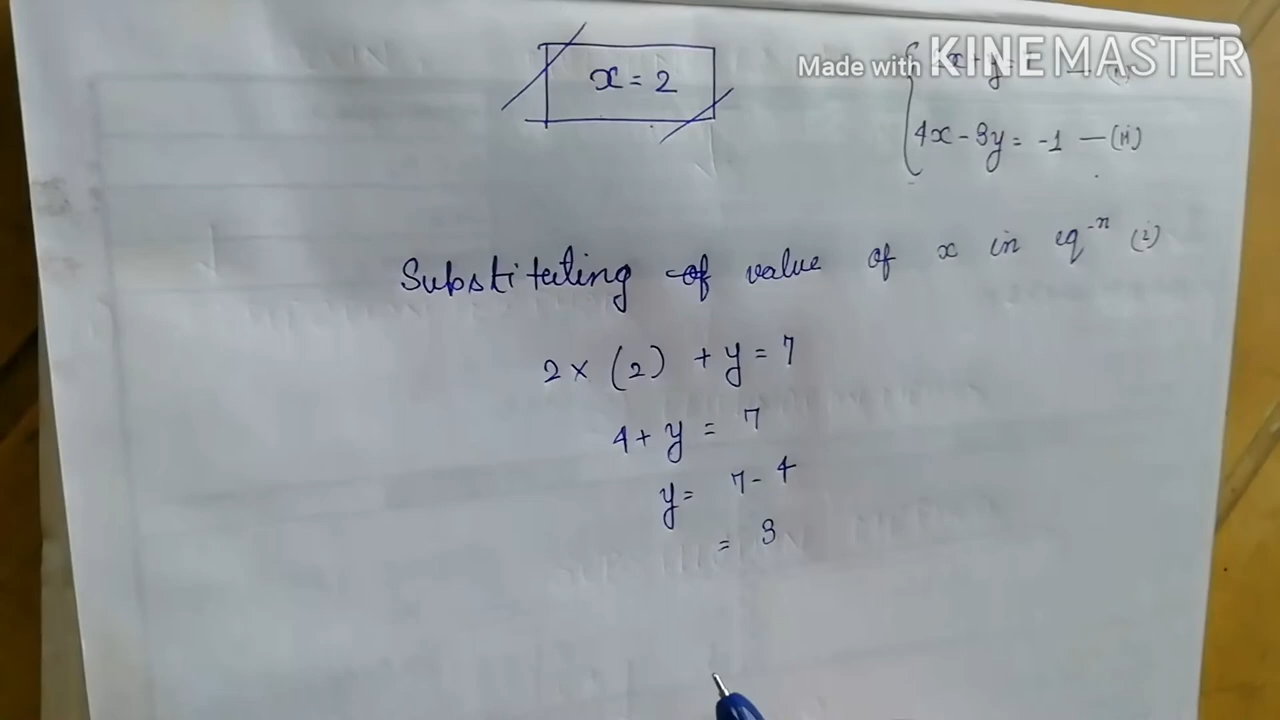 x = 2
Made with KINEMASTER
4x - 3y = -1 — (ii)
Substituting of value of x in eq⁻ⁿ (i)
2 x (2) + y = 7
4 + y = 7
y = 7 - 4
= 3